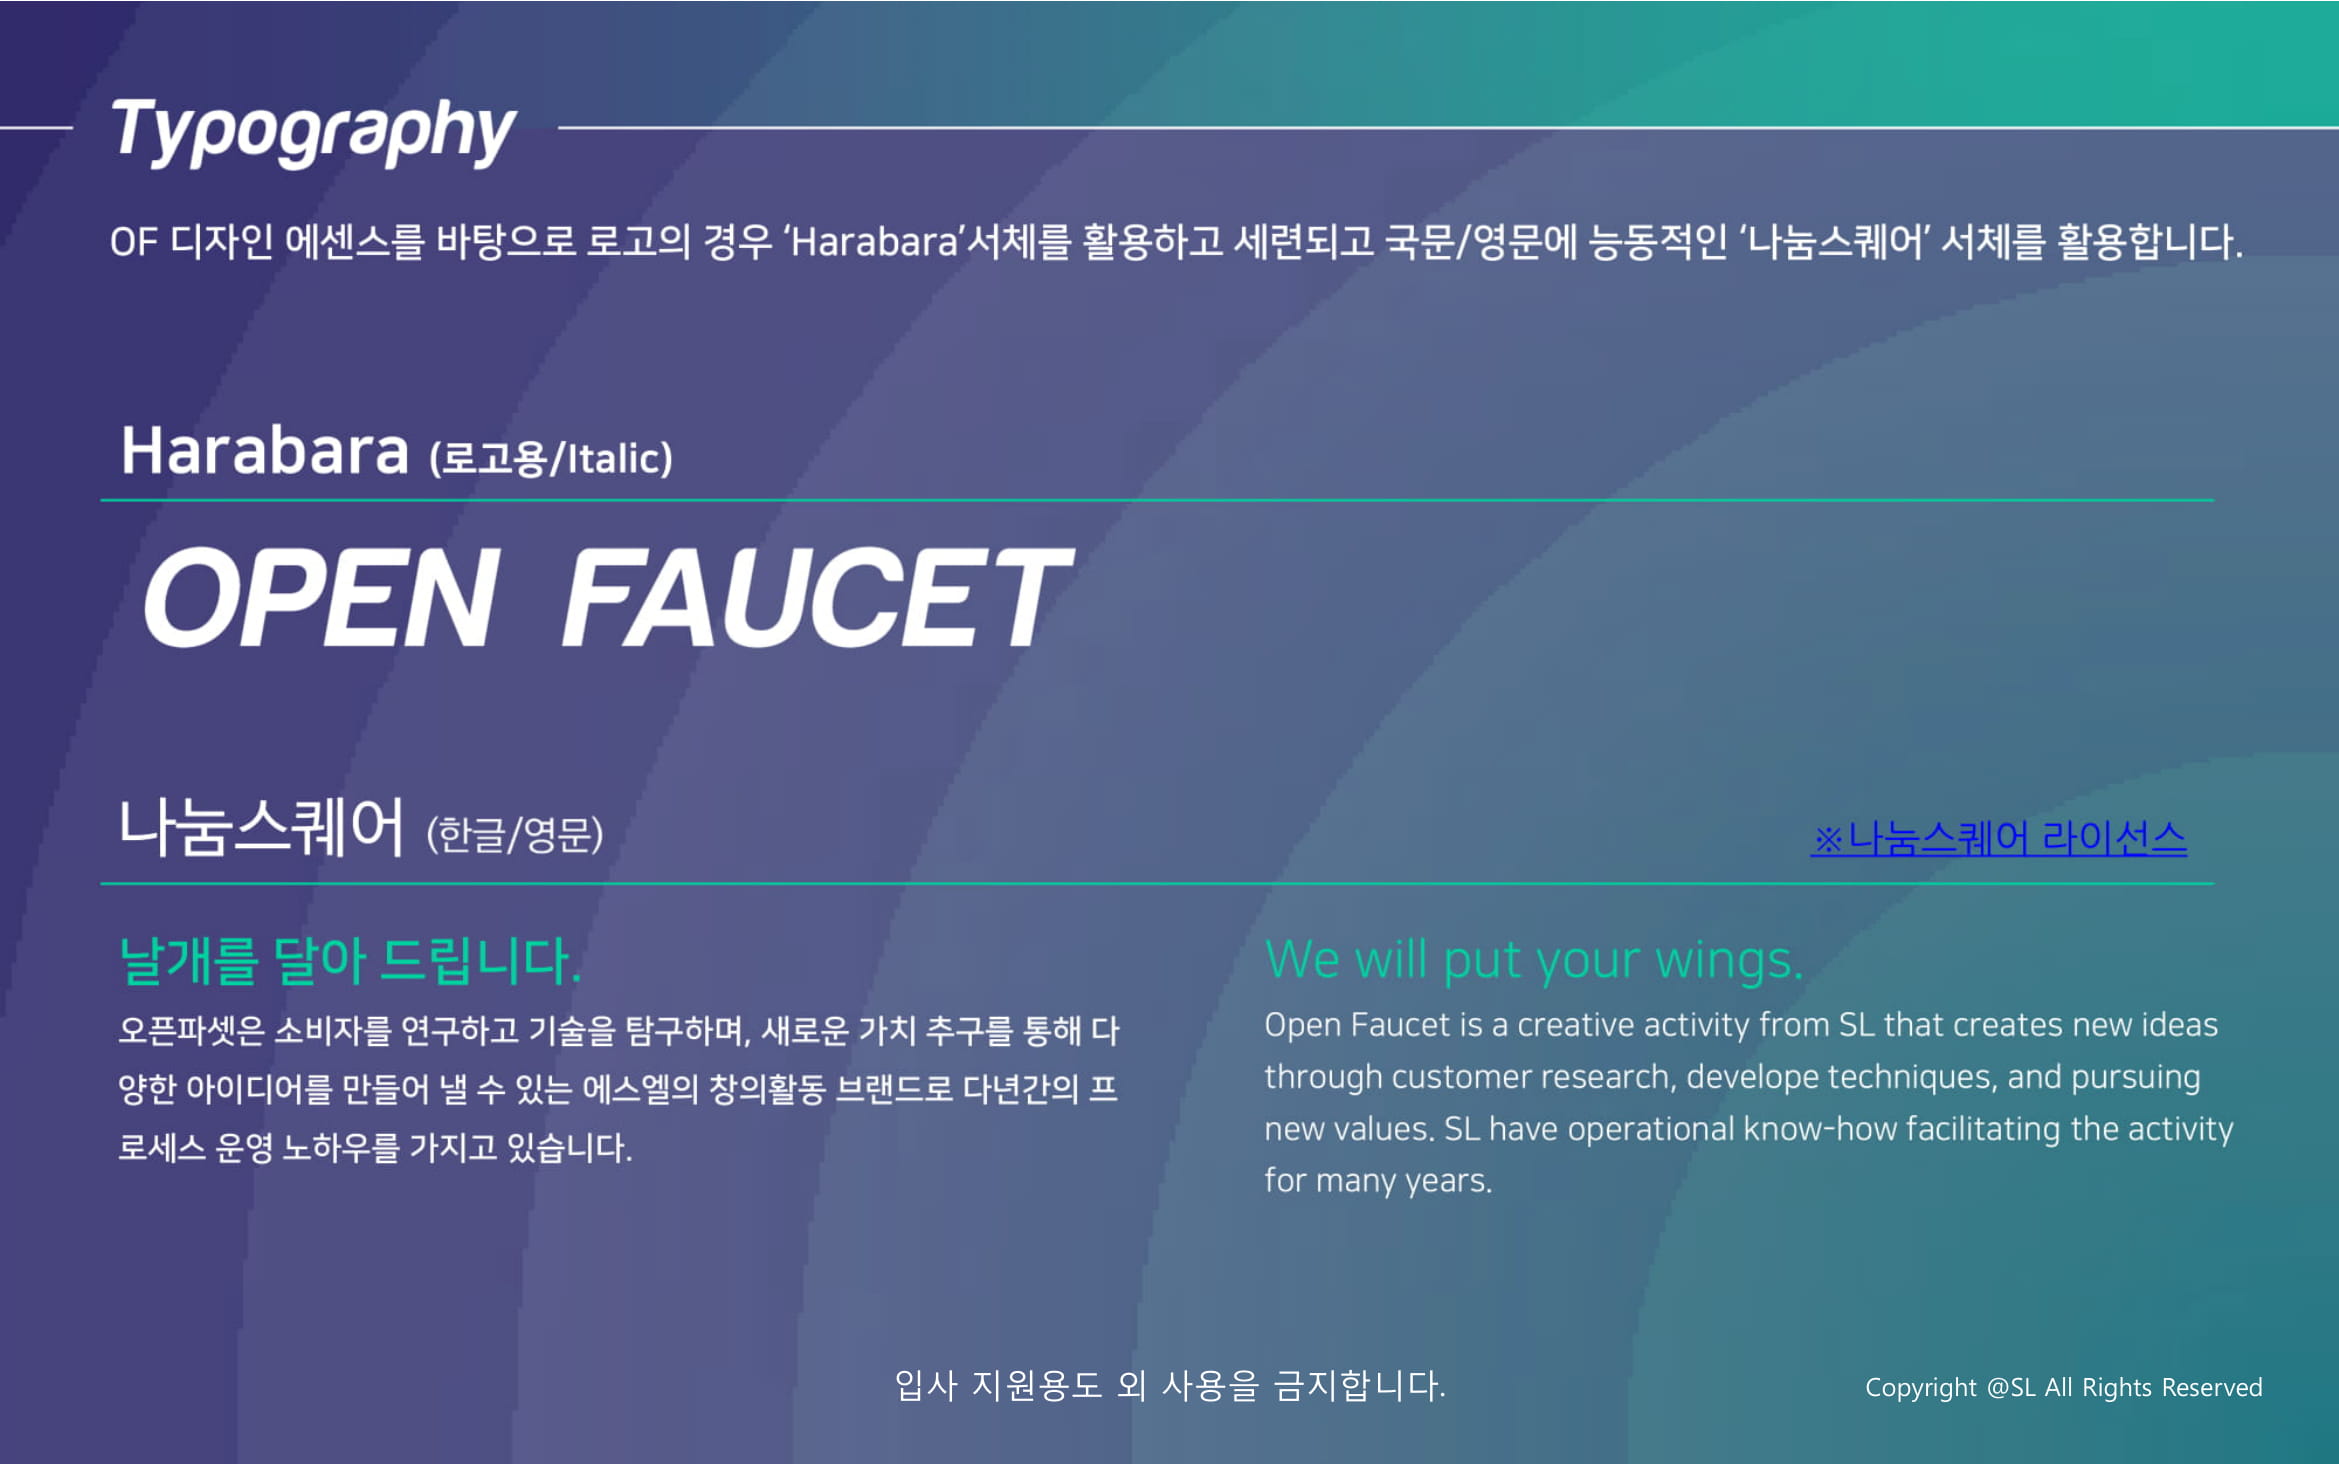 Typography
OF 디자인 에센스를 바탕으로 로고의 경우 ‘Harabara’서체를 활용하고 세련되고 국문/영문에 능동적인 ‘나눔스퀘어’ 서체를 활용합니다.
Harabara (로고용/Italic)
OPEN FAUCET
나눔스퀘어 (한글/영문)
※나눔스퀘어 라이선스
날개를 달아 드립니다.
오픈파셋은 소비자를 연구하고 기술을 탐구하며, 새로운 가치 추구를 통해 다
양한 아이디어를 만들어 낼 수 있는 에스엘의 창의활동 브랜드로 다년간의 프
로세스 운영 노하우를 가지고 있습니다.
We will put your wings.
Open Faucet is a creative activity from SL that creates new ideas
through customer research, develope techniques, and pursuing
new values. SL have operational know-how facilitating the activity
for many years.
입사 지원용도 외 사용을 금지합니다.
Copyright @SL All Rights Reserved